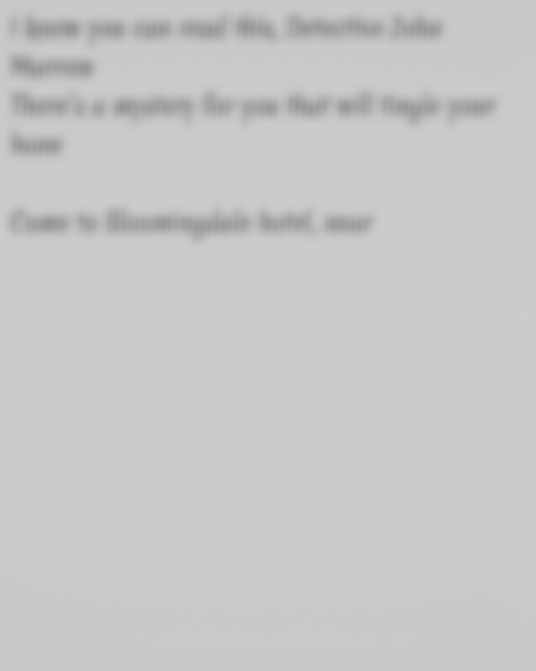 I know you can read this, Detective John
Marrow
There's a mystery for you that will tingle your
bone

Come to Bloomingdale hotel, near